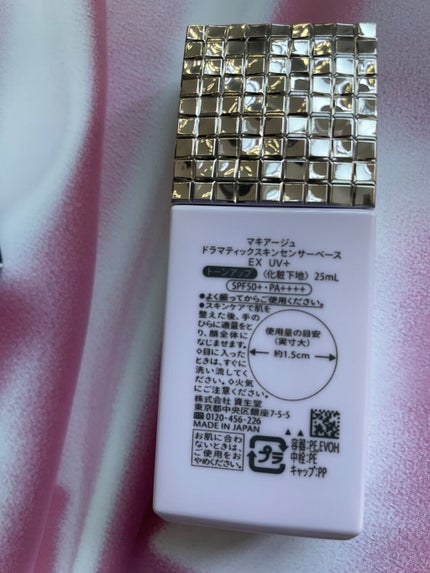 マキアージュ
ドラマティックスキンセンサーベース
EX UV+
トーンアップ 〈化粧下地〉 25mL
SPF50+・PA++++
●よく振ってからご使用ください。
●スキンケアで肌を
整えた後、手の
ひらに適量をと
り、顔全体に
なじませます。
◇目に入った
ときは、すぐに
洗い流してく
ださい。◇火気
にご注意ください。
使用量の目安
(実寸大)
約1.5cm
株式会社 資生堂
東京都中央区銀座7-5-5
0120-456-226
MADE IN JAPAN
お肌に合わ
ないときは、
ご使用をお
やめください。
プラ
容器:PE,EVOH
中栓:PE
キャップ:PP